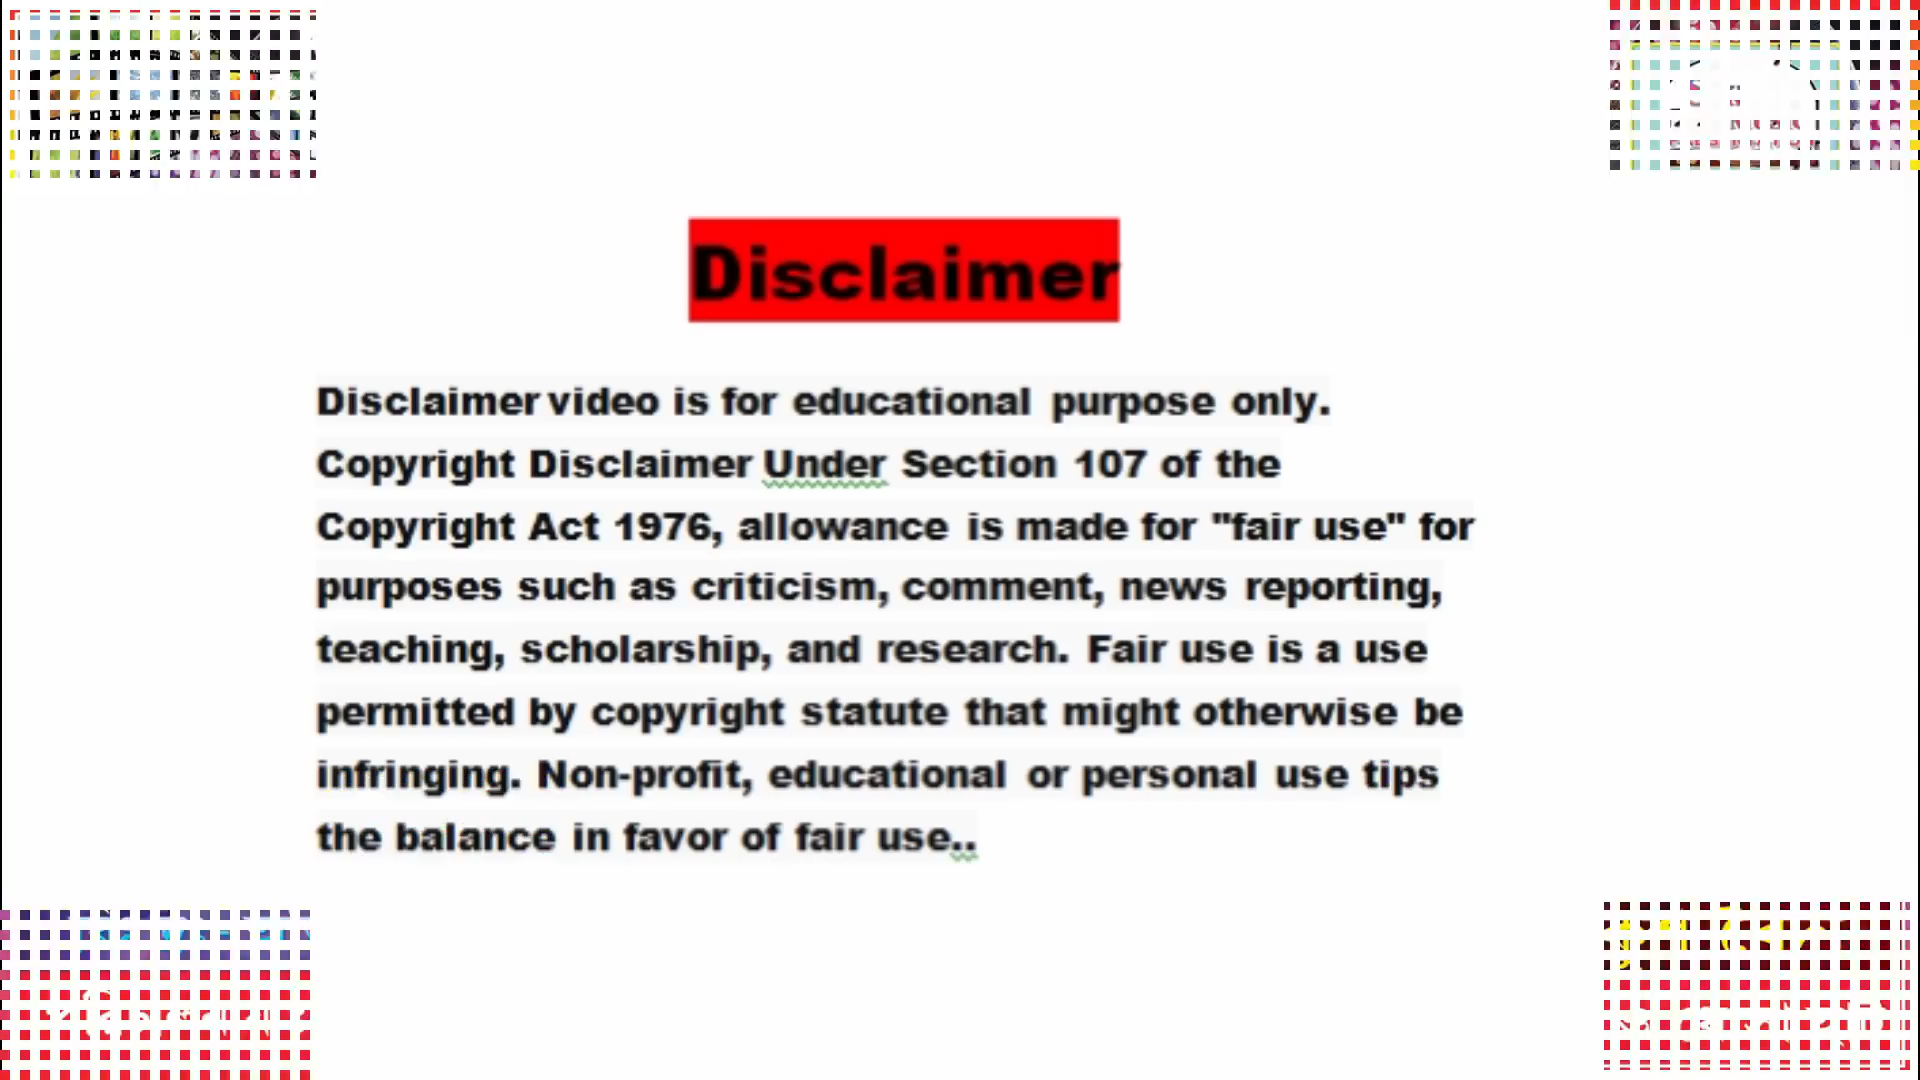 Disclaimer
Disclaimer video is for educational purpose only.
Copyright Disclaimer Under Section 107 of the
Copyright Act 1976, allowance is made for "fair use" for
purposes such as criticism, comment, news reporting,
teaching, scholarship, and research. Fair use is a use
permitted by copyright statute that might otherwise be
infringing. Non-profit, educational or personal use tips
the balance in favor of fair use..